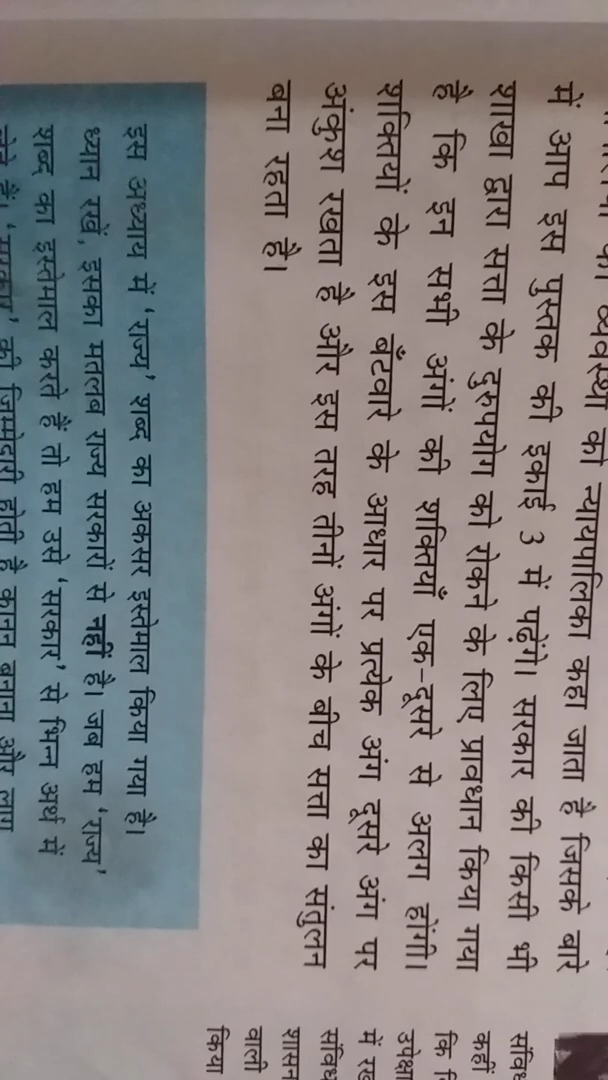 की व्यवस्था को न्यायपालिका कहा जाता है जिसके बारे
में आप इस पुस्तक की इकाई 3 में पढ़ेंगे। सरकार की किसी भी
शाखा द्वारा सत्ता के दुरुपयोग को रोकने के लिए प्रावधान किया गया
है कि इन सभी अंगों की शक्तियाँ एक-दूसरे से अलग होंगी।
शक्तियों के इस बँटवारे के आधार पर प्रत्येक अंग दूसरे अंग पर
अंकुश रखता है और इस तरह तीनों अंगों के बीच सत्ता का संतुलन
बना रहता है।
इस अध्याय में 'राज्य' शब्द का अकसर इस्तेमाल किया गया है।
ध्यान रखें, इसका मतलब राज्य सरकारों से नहीं है। जब हम 'राज्य'
शब्द का इस्तेमाल करते हैं तो हम उसे 'सरकार' से भिन्न अर्थ में
'सरकार' की जिम्मेदारी होती है कानून बनाना और लागू
कहीं
कि
उपेक्षा
में
शासन
वाली
किया